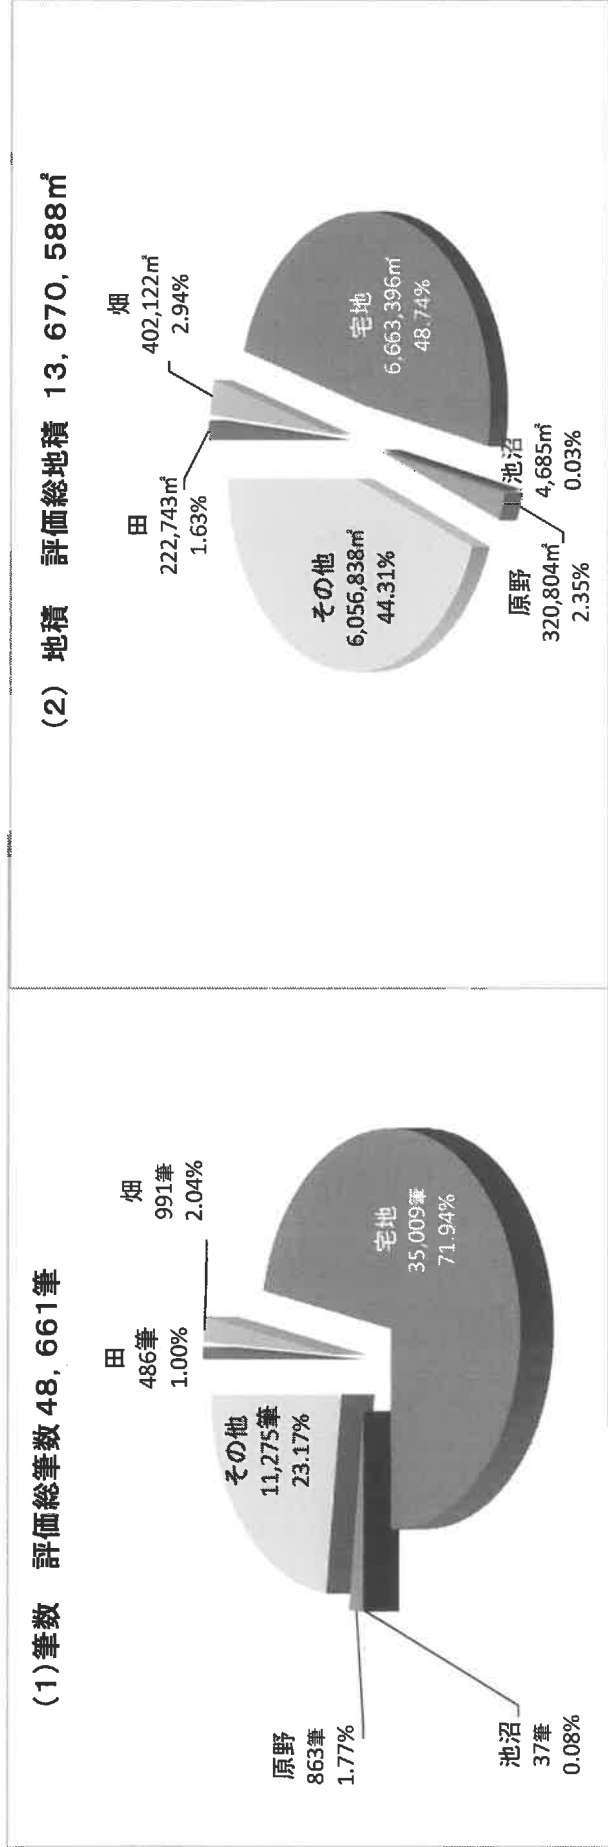 (1)筆数　評価総筆数48,661筆
田
486筆
1.00%
畑
991筆
2.04%
宅地
35,009筆
71.94%
池沼
37筆
0.08%
原野
863筆
1.77%
その他
11,275筆
23.17%
(2)　地積　評価総地積　13,670,588㎡
田
222,743㎡
1.63%
畑
402,122㎡
2.94%
宅地
6,663,396㎡
48.74%
池沼
4,685㎡
0.03%
原野
320,804㎡
2.35%
その他
6,056,838㎡
44.31%